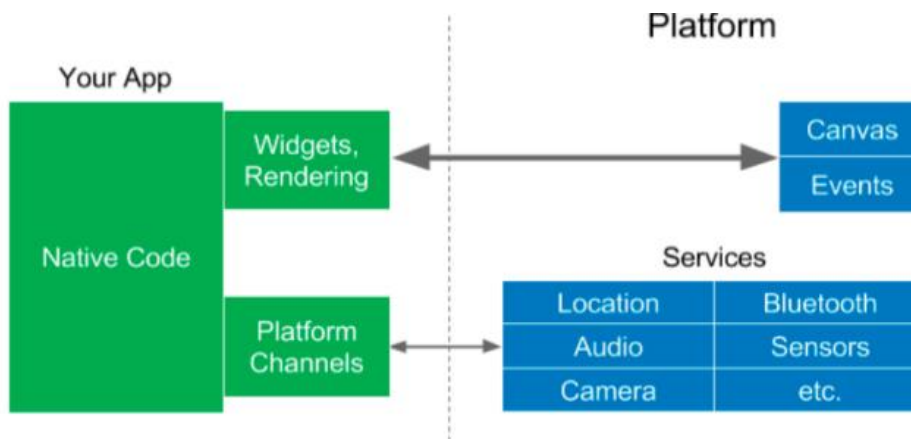 Platform
Your App
Widgets,
Rendering
Canvas
Events
Native Code
Services
Platform
Channels
Location
Bluetooth
Audio
Sensors
Camera
etc.